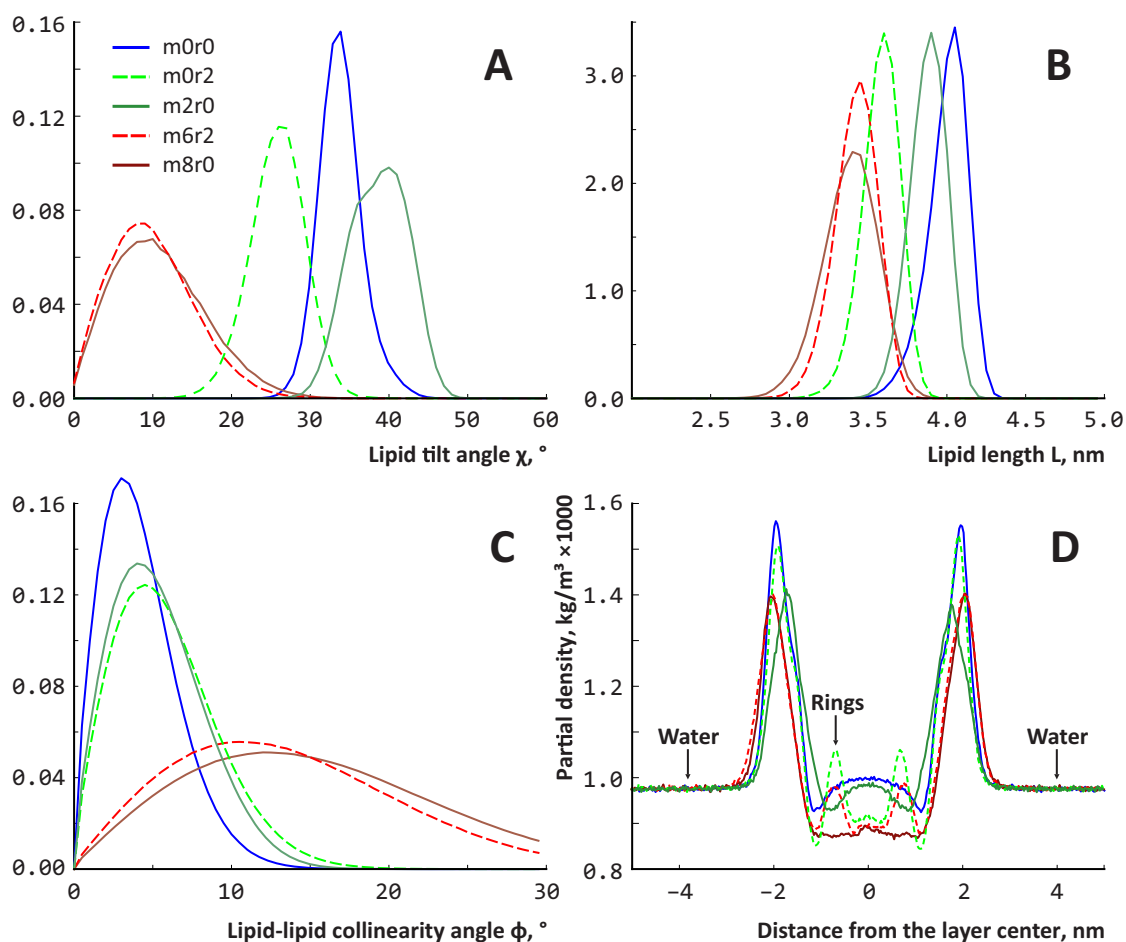 0.16
0.12
0.08
0.04
0.00
m0r0
m0r2
m2r0
m6r2
m8r0
A
0 10 20 30 40 50 60
Lipid tilt angle χ, °
3.0
2.0
1.0
0.0
B
2.5 3.0 3.5 4.0 4.5 5.0
Lipid length L, nm
0.16
0.12
0.08
0.04
0.00
C
0 10 20 30
Lipid-lipid collinearity angle ϕ, °
Partial density, kg/m³ ×1000
1.6
1.4
1.2
1.0
0.8
D
Rings
Water
Water
−4 −2 0 2 4
Distance from the layer center, nm